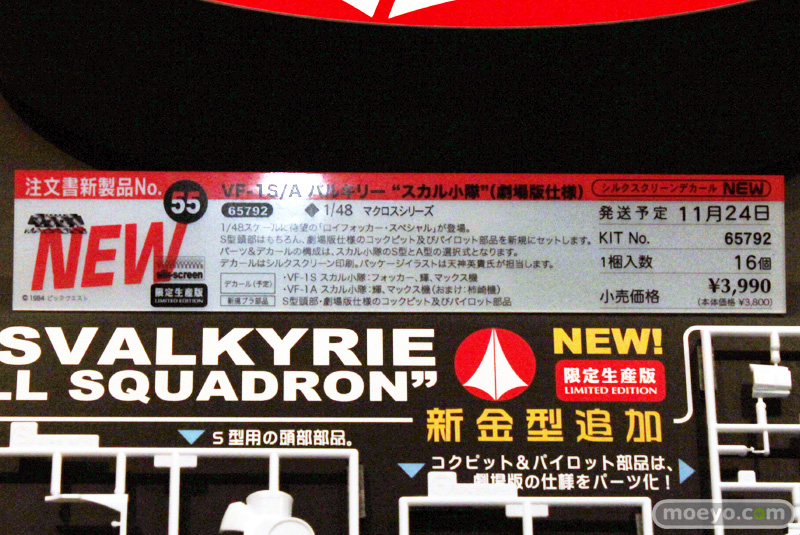 注文書新製品No.
55
VF-1S/A バルキリー “スカル小隊”(劇場版仕様)
シルクスクリーンデカール NEW
65792
1/48 マクロスシリーズ
発送予定 11月24日
NEW
1/48スケールに待望の「ロイフォッカー・スペシャル」が登場。
S型頭部はもちろん、劇場版仕様のコックピット及びパイロット部品を新規にセットします。
パーツ&デカールの構成は、スカル小隊のS型とA型の選択式となります。
デカールはシルクスクリーン印刷。パッケージイラストは天神英貴氏が担当します。
KIT No. 65792
1梱入数 16個
小売価格 ¥3,990
(本体価格 ¥3,800)
silk-screen
限定生産版
LIMITED EDITION
デカール(予定)
・VF-1S スカル小隊:フォッカー、輝、マックス機
・VF-1A スカル小隊:輝、マックス機(おまけ:柿崎機)
新規プラ部品
S型頭部・劇場版仕様のコックピット及びパイロット部品
© 1984 ビックウエスト
SVALKYRIE
LL SQUADRON”
NEW!
限定生産版
LIMITED EDITION
新金型追加
S型用の頭部部品。
コクピット&パイロット部品は、
劇場版の仕様をパーツ化!
moeyo.com